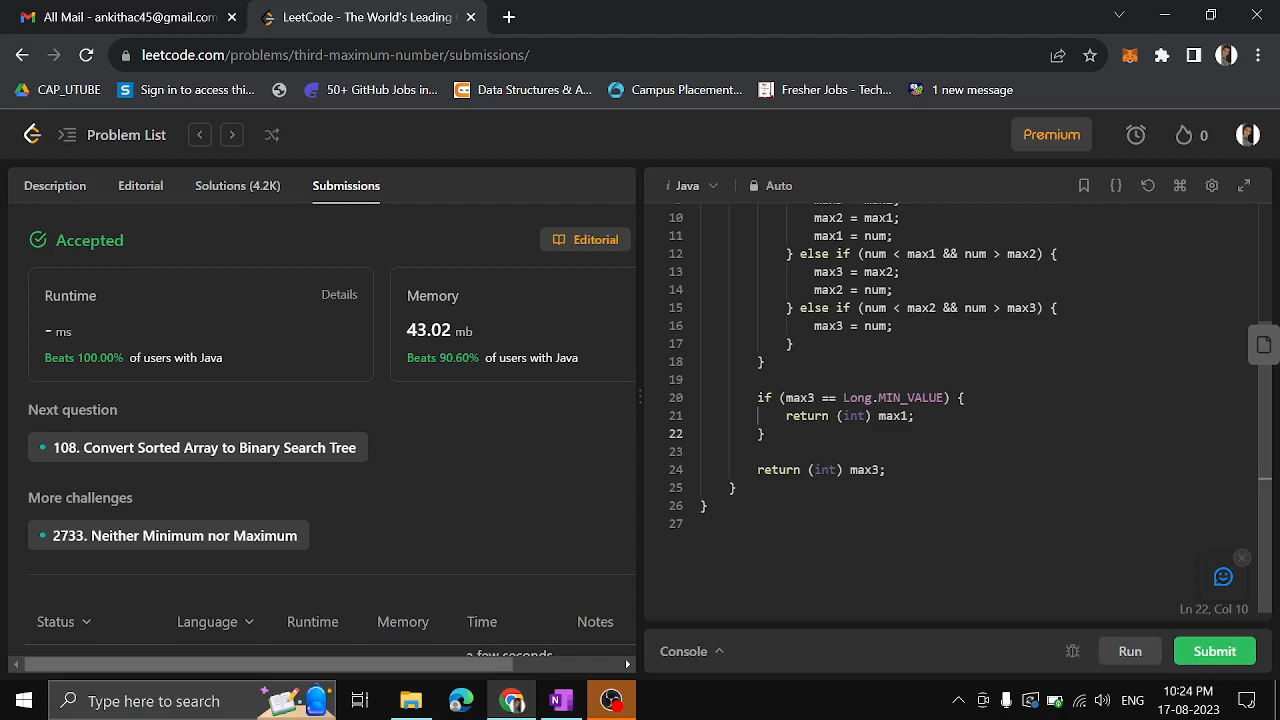 All Mail - ankithac45@gmail.com
LeetCode - The World's Leading
leetcode.com/problems/third-maximum-number/submissions/
CAP_UTUBE
Sign in to access thi...
50+ GitHub Jobs in...
Data Structures & A...
Campus Placement...
Fresher Jobs - Tech...
1 new message
Problem List
Premium
0
Description
Editorial
Solutions (4.2K)
Submissions
i Java
Auto
Accepted
Editorial
Runtime
Details
- ms
Beats 100.00% of users with Java
Memory
43.02 mb
Beats 90.60% of users with Java
Next question
108. Convert Sorted Array to Binary Search Tree
More challenges
2733. Neither Minimum nor Maximum
Status
Language
Runtime
Memory
Time
Notes
a few seconds
10 max2 = max1;
11 max1 = num;
12 } else if (num < max1 && num > max2) {
13 max3 = max2;
14 max2 = num;
15 } else if (num < max2 && num > max3) {
16 max3 = num;
17 }
18 }
19
20 if (max3 == Long.MIN_VALUE) {
21 return (int) max1;
22 }
23
24 return (int) max3;
25 }
26 }
27
Ln 22, Col 10
Console
Run
Submit
Type here to search
ENG
10:24 PM
17-08-2023